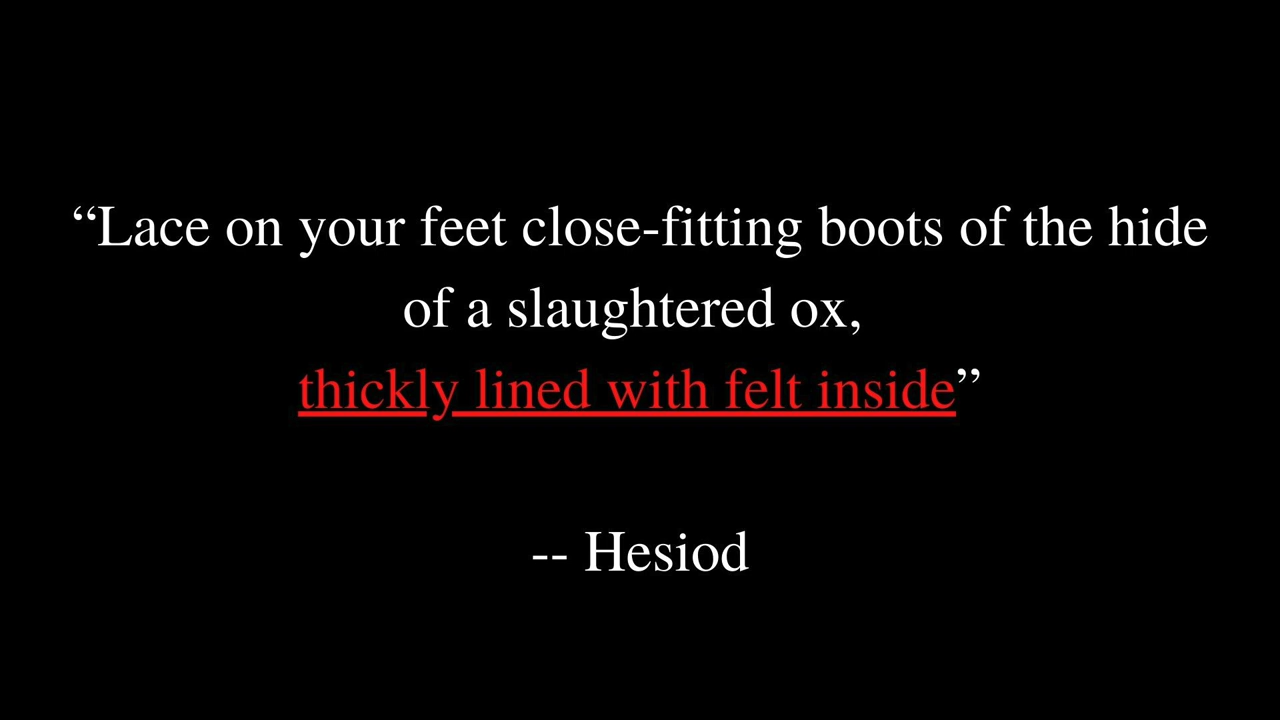 “Lace on your feet close-fitting boots of the hide
of a slaughtered ox,
thickly lined with felt inside”
-- Hesiod